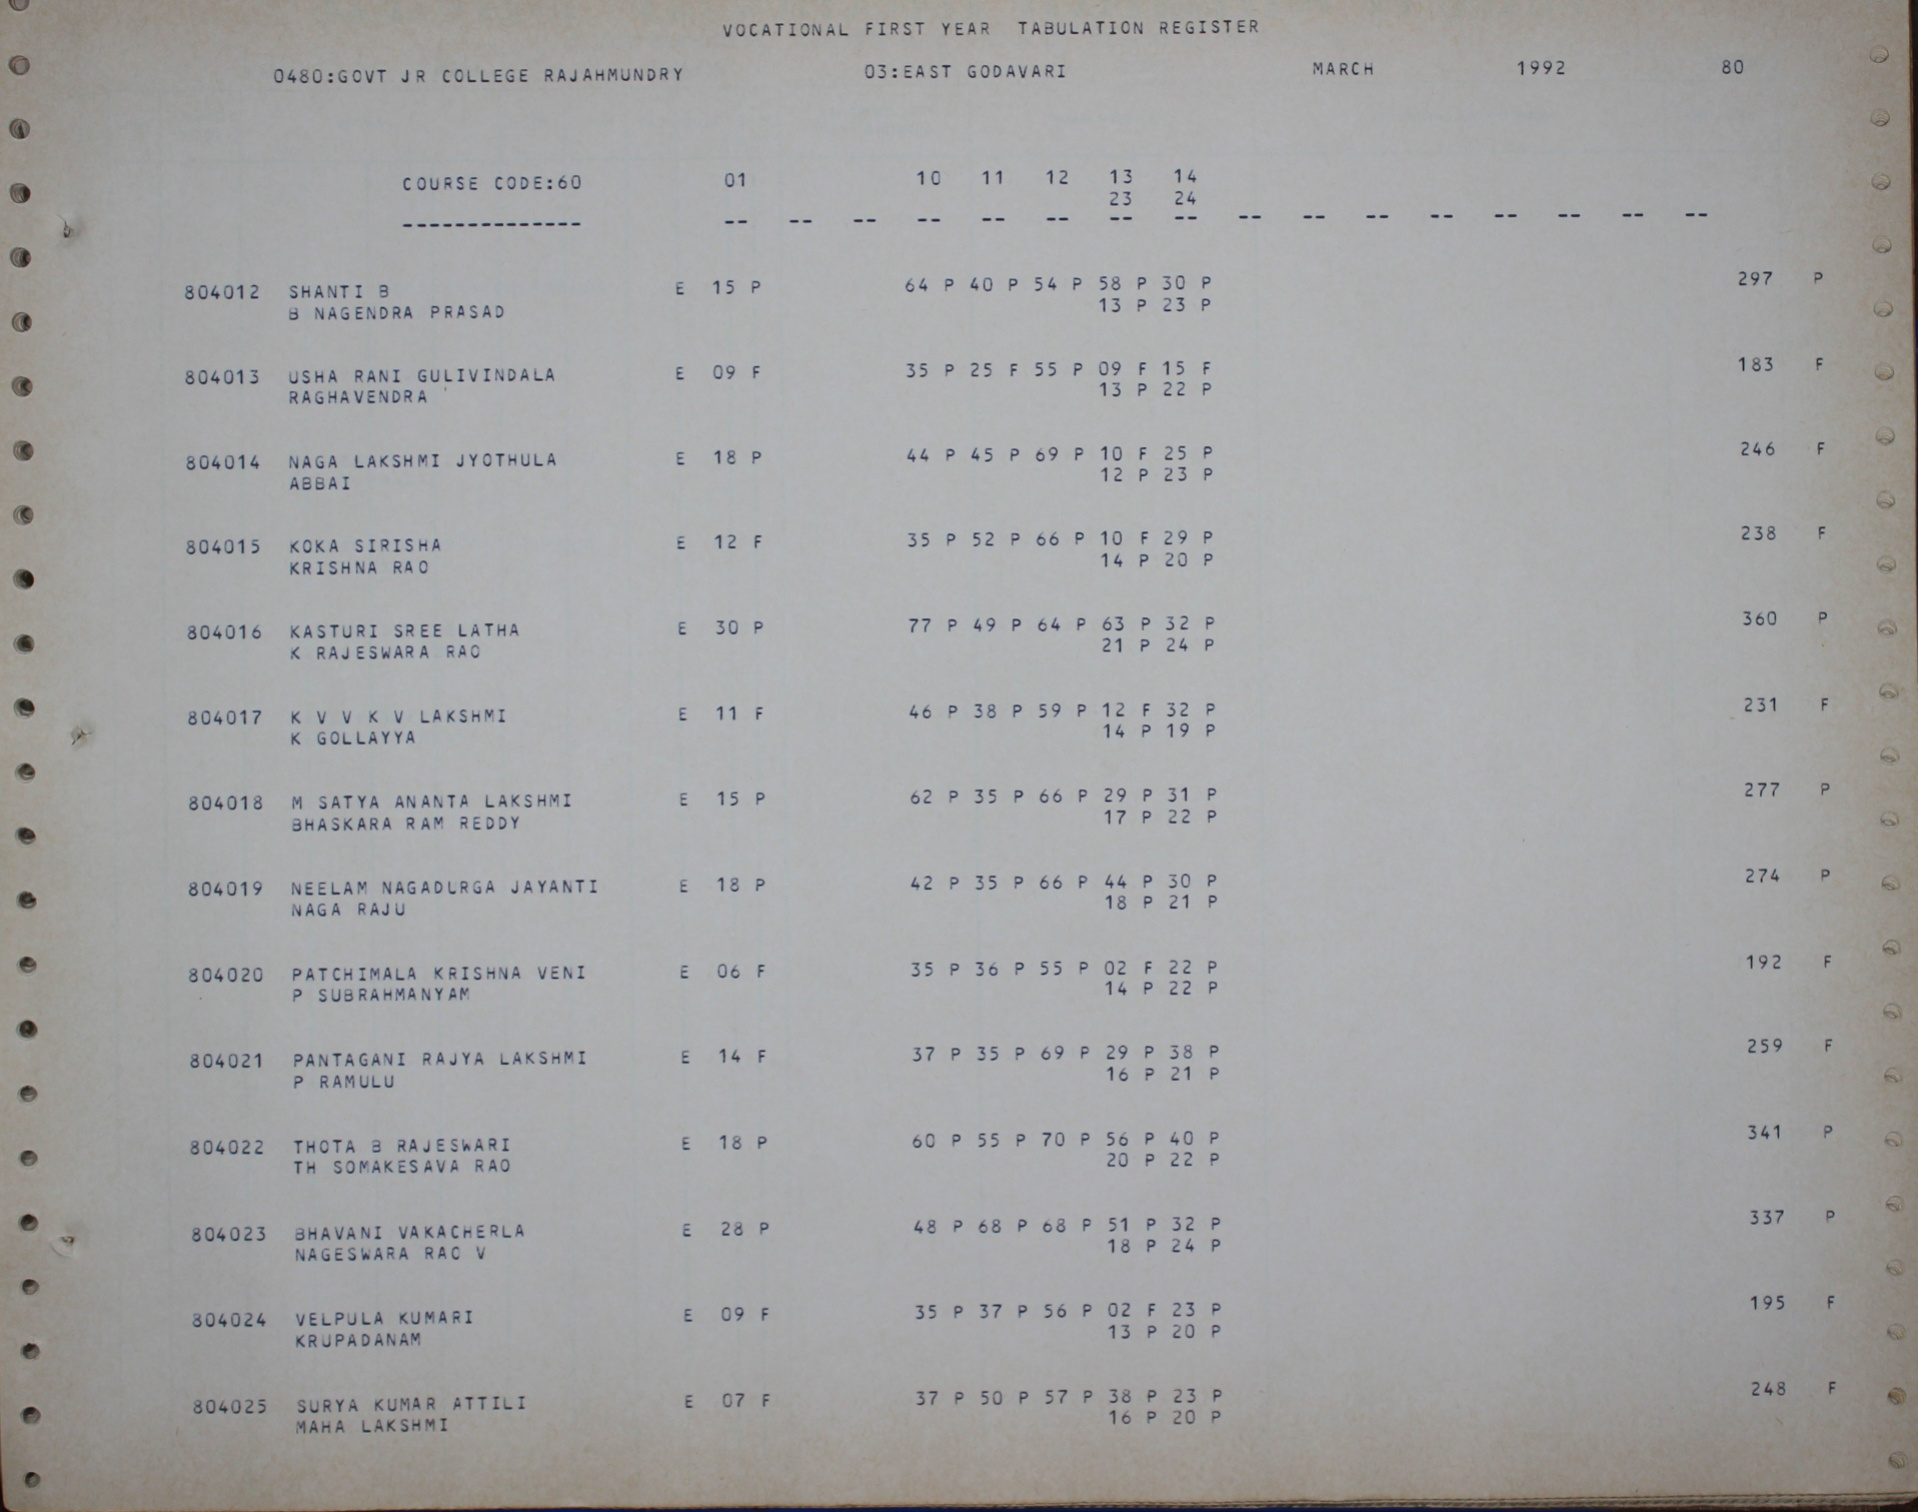 VOCATIONAL FIRST YEAR TABULATION REGISTER
0480:GOVT JR COLLEGE RAJAHMUNDRY 03:EAST GODAVARI MARCH 1992 80
COURSE CODE:60 01 10 11 12 13 14
23 24
-------------- -- -- -- -- -- -- -- -- -- -- -- -- -- -- -- --
804012 SHANTI B E 15 P 64 P 40 P 54 P 58 P 30 P 297 P
B NAGENDRA PRASAD 13 P 23 P
804013 USHA RANI GULIVINDALA E 09 F 35 P 25 F 55 P 09 F 15 F 183 F
RAGHAVENDRA 13 P 22 P
804014 NAGA LAKSHMI JYOTHULA E 18 P 44 P 45 P 69 P 10 F 25 P 246 F
ABBAI 12 P 23 P
804015 KOKA SIRISHA E 12 F 35 P 52 P 66 P 10 F 29 P 238 F
KRISHNA RAO 14 P 20 P
804016 KASTURI SREE LATHA E 30 P 77 P 49 P 64 P 63 P 32 P 360 P
K RAJESWARA RAO 21 P 24 P
804017 K V V K V LAKSHMI E 11 F 46 P 38 P 59 P 12 F 32 P 231 F
K GOLLAYYA 14 P 19 P
804018 M SATYA ANANTA LAKSHMI E 15 P 62 P 35 P 66 P 29 P 31 P 277 P
BHASKARA RAM REDDY 17 P 22 P
804019 NEELAM NAGADURGA JAYANTI E 18 P 42 P 35 P 66 P 44 P 30 P 274 P
NAGA RAJU 18 P 21 P
804020 PATCHIMALA KRISHNA VENI E 06 F 35 P 36 P 55 P 02 F 22 P 192 F
P SUBRAHMANYAM 14 P 22 P
804021 PANTAGANI RAJYA LAKSHMI E 14 F 37 P 35 P 69 P 29 P 38 P 259 F
P RAMULU 16 P 21 P
804022 THOTA B RAJESWARI E 18 P 60 P 55 P 70 P 56 P 40 P 341 P
TH SOMAKESAVA RAO 20 P 22 P
804023 BHAVANI VAKACHERLA E 28 P 48 P 68 P 68 P 51 P 32 P 337 P
NAGESWARA RAO V 18 P 24 P
804024 VELPULA KUMARI E 09 F 35 P 37 P 56 P 02 F 23 P 195 F
KRUPADANAM 13 P 20 P
804025 SURYA KUMAR ATTILI E 07 F 37 P 50 P 57 P 38 P 23 P 248 F
MAHA LAKSHMI 16 P 20 P